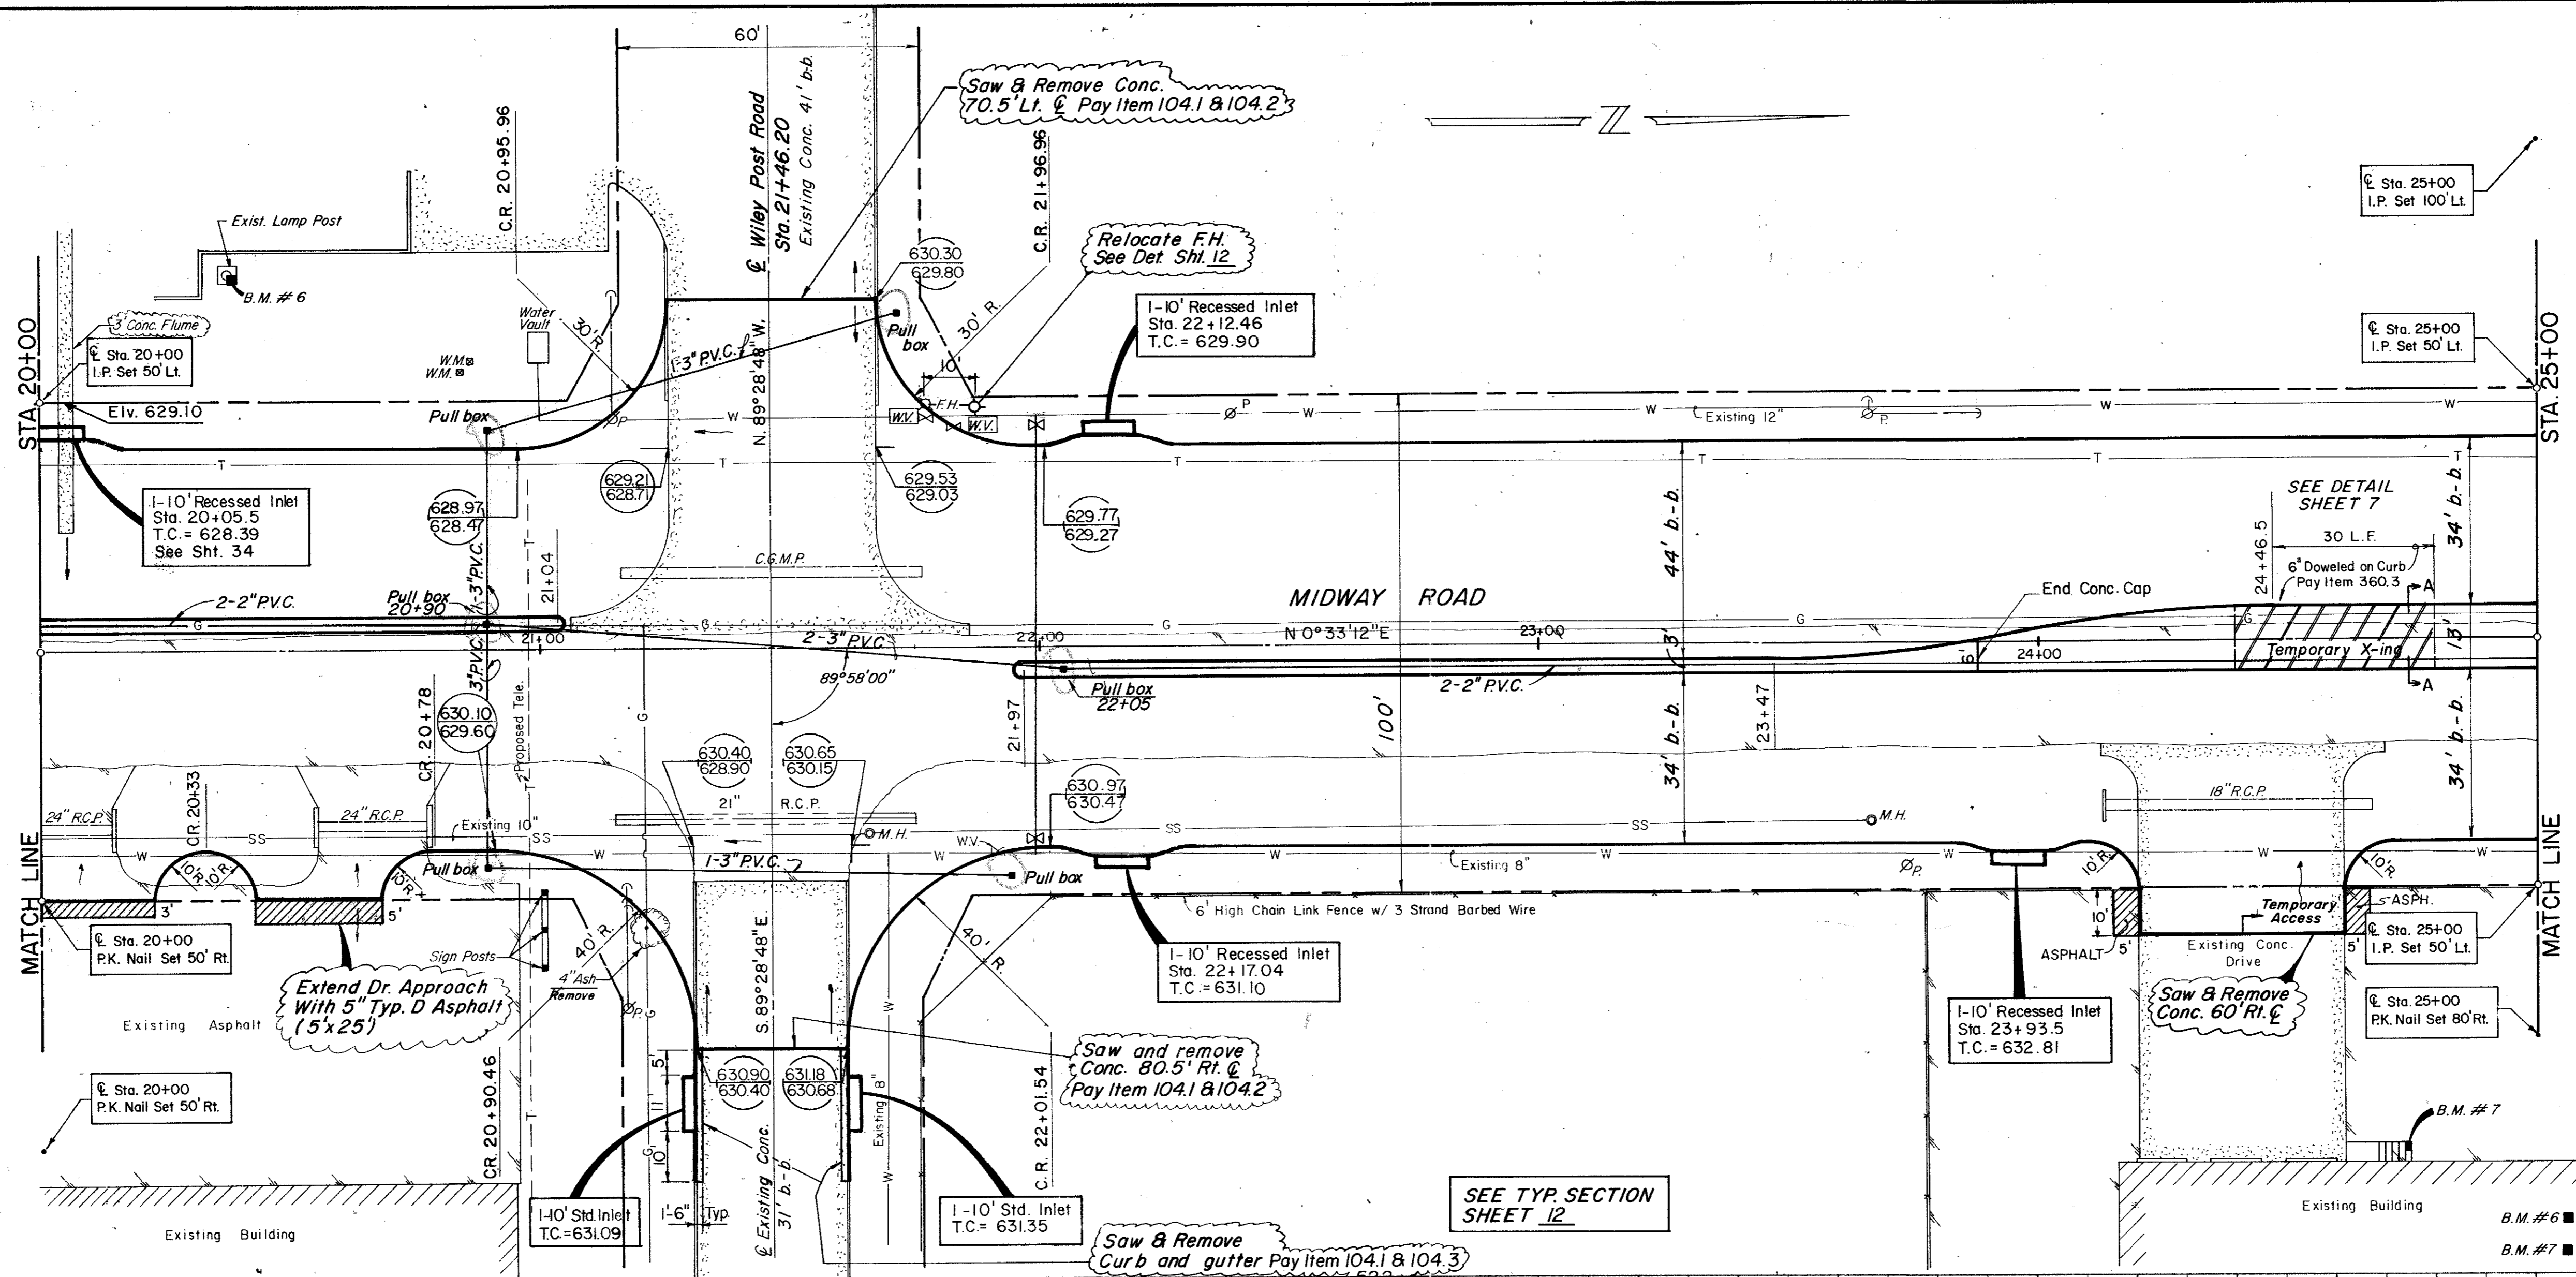 60'
Saw & Remove Conc.
70.5' Lt. ℄ Pay Item 104.1 & 104.2
℄ Wiley Post Road
Sta. 21+46.20
Existing Conc. 41' b-b.
C.R. 20+95.96
C.R. 21+96.96
Z
℄ Sta. 25+00
I.P. Set 100' Lt.
Exist. Lamp Post
B.M. # 6
630.30
629.80
Relocate F.H.
See Det. Sht. 12
3' Conc. Flume
Water
Vault
30' R.
30' R.
Pull
box
1-10' Recessed Inlet
Sta. 22+12.46
T.C. = 629.90
STA. 20+00
℄ Sta. 20+00
I.P. Set 50' Lt.
W.M.
W.M.
1-3" P.V.C.
N. 89° 28' 48" W.
10'
℄ Sta. 25+00
I.P. Set 50' Lt.
STA. 25+00
Elv. 629.10
Pull box
P
W
W.V.
F.H.
W.V.
P
W
W
Existing 12"
P.
W
W
T
T
T
T
T
T
1-10' Recessed Inlet
Sta. 20+05.5
T.C. = 628.39
See Sht. 34
628.97
628.47
629.21
628.71
629.53
629.03
629.77
629.27
44' b.-b.
SEE DETAIL
SHEET 7
30 L.F.
34' b.-b.
24+46.5
6" Doweled on Curb
Pay Item 360.3
A
1-3" P.V.C.
T
21+04
C.G.M.P.
2-2" P.V.C.
Pull box
20+90
MIDWAY ROAD
End Conc. Cap
G
G
G
G
G
21+00
2-3" P.V.C.
22+00
N 0° 33' 12" E
23+00
3'
6'
24+00
Temporary X-ing
13'
3" P.V.C.
89° 58' 00"
Pull box
22+05
2-2" P.V.C.
A
C.R. 20+78
630.10
629.60
Proposed Tele.
T
G
21+97
100'
34' b.-b.
23+47
34' b.-b.
630.40
628.90
630.65
630.15
630.97
630.47
C.R. 20+33
24" R.C.P.
24" R.C.P.
21" R.C.P.
18" R.C.P.
MATCH LINE
SS
Existing 10"
SS
M.H.
SS
SS
M.H.
MATCH LINE
W
W
W
W.V.
W
Existing 8"
W
W
W
W
10' R.
10' R.
10' R.
Pull box
1-3" P.V.C.
Pull box
P.
10' R.
10' R.
3'
5'
6' High Chain Link Fence w/ 3 Strand Barbed Wire
Temporary
Access
ASPH.
10'
℄ Sta. 20+00
P.K. Nail Set 50' Rt.
40' R.
40' R.
Sign Posts
4" Ash
Remove
S. 89° 28' 48" E.
W
1-10' Recessed Inlet
Sta. 22+17.04
T.C. = 631.10
ASPHALT
5'
Existing Conc.
Drive
5'
℄ Sta. 25+00
I.P. Set 50' Lt.
Extend Dr. Approach
With 5" Typ. D Asphalt
(5'x25')
Existing Asphalt
P.
G
W
Saw & Remove
Conc. 60' Rt. ℄
℄ Sta. 25+00
P.K. Nail Set 80' Rt.
1-10' Recessed Inlet
Sta. 23+93.5
T.C. = 632.81
Saw and remove
Conc. 80.5' Rt. ℄
Pay Item 104.1 & 104.2
℄ Sta. 20+00
P.K. Nail Set 50' Rt.
C.R. 20+90.46
T
5'
11'
10'
630.90
630.40
631.18
630.68
Existing 8"
C.R. 22+01.54
B.M. # 7
G
W
1-10' Std. Inlet
T.C. = 631.09
1'-6" Typ.
℄ Existing Conc.
31' b.-b.
1-10' Std. Inlet
T.C. = 631.35
SEE TYP. SECTION
SHEET 12
Existing Building
Existing Building
B.M. #6
B.M. #7
Saw & Remove
Curb and gutter Pay Item 104.1 & 104.3